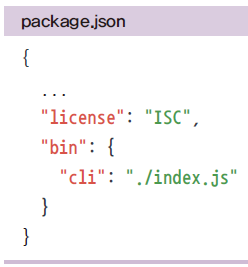 package.json
{
  ...
  "license": "ISC",
  "bin": {
    "cli": "./index.js"
  }
}